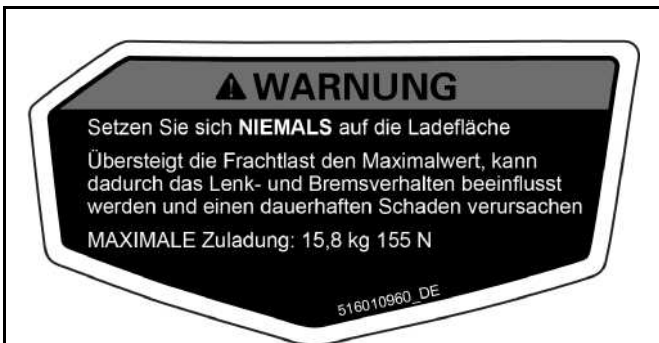 WARNUNG
Setzen Sie sich NIEMALS auf die Ladefläche
Übersteigt die Frachtlast den Maximalwert, kann
dadurch das Lenk- und Bremsverhalten beeinflusst
werden und einen dauerhaften Schaden verursachen
MAXIMALE Zuladung: 15,8 kg 155 N
516010960_DE